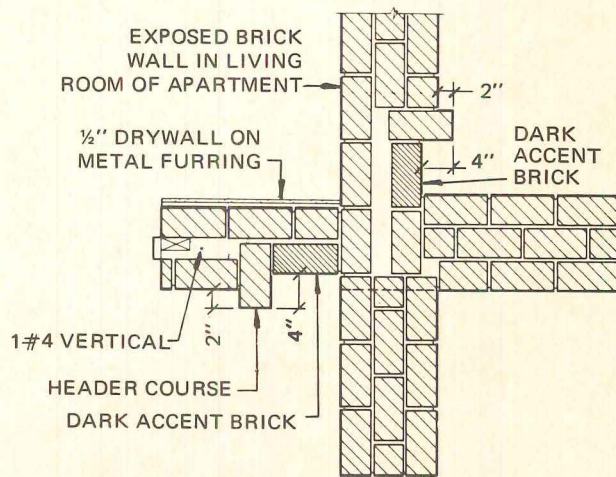 EXPOSED BRICK
WALL IN LIVING
ROOM OF APARTMENT
2"
½" DRYWALL ON
METAL FURRING
DARK
ACCENT
BRICK
4"
1#4 VERTICAL
2"
4"
HEADER COURSE
DARK ACCENT BRICK